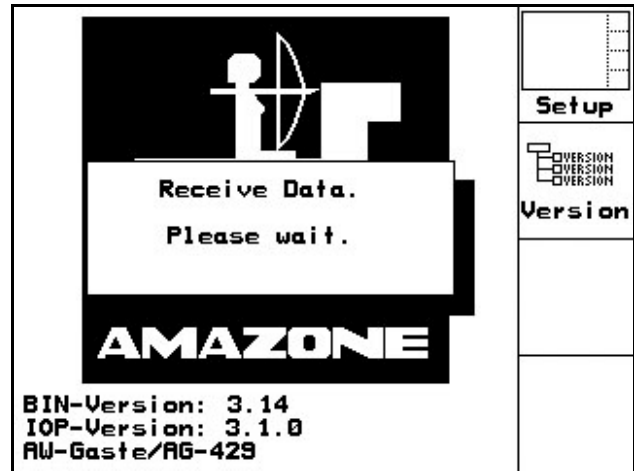 Receive Data.
Please wait.
AMAZONE
BIN-Version: 3.14
IOP-Version: 3.1.0
AW-Gaste/AG-429
Setup
VERSION
VERSION
VERSION
Version